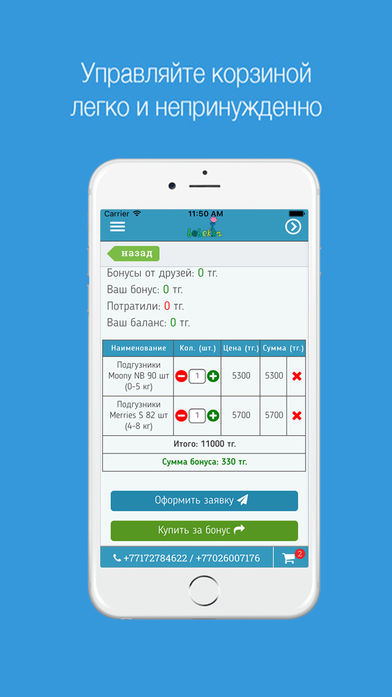 Управляйте корзиной
легко и непринужденно
Carrier 11:50 AM
назад
Бонусы от друзей: 0 тг.
Ваш бонус: 0 тг.
Потратили: 0 тг.
Ваш баланс: 0 тг.
Наименование Кол. (шт.) Цена (тг.) Сумма (тг.)
Подгузники
Moony NB 90 шт 1 5300 5300
(0-5 кг)
Подгузники
Merries S 82 шт 1 5700 5700
(4-8 кг)
Итого: 11000 тг.
Сумма бонуса: 330 тг.
Оформить заявку
Купить за бонус
+77172784622 / +77026007176 2